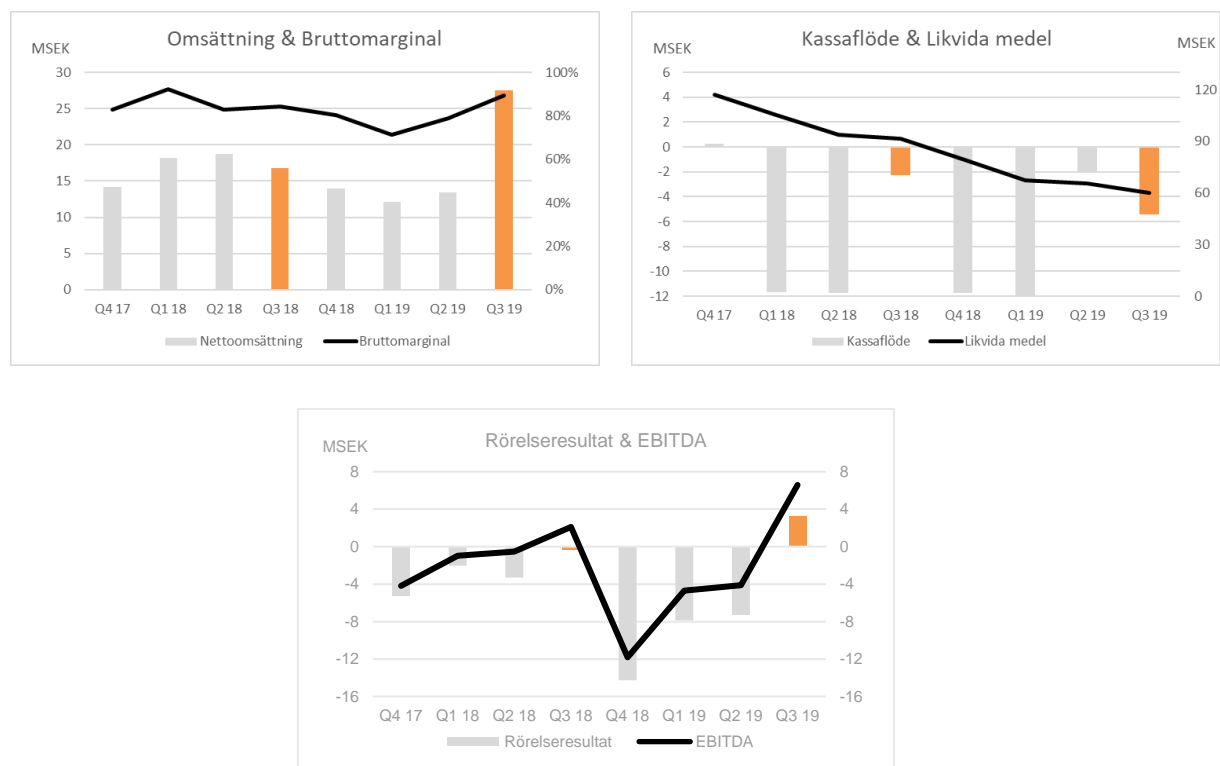 Omsättning & Bruttomarginal
MSEK
30
25
20
15
10
5
0
100%
80%
60%
40%
20%
0%
Q4 17 Q1 18 Q2 18 Q3 18 Q4 18 Q1 19 Q2 19 Q3 19
Nettoomsättning Bruttomarginal
Kassaflöde & Likvida medel
MSEK MSEK
6
4
2
0
-2
-4
-6
-8
-10
-12
120
90
60
30
0
Q4 17 Q1 18 Q2 18 Q3 18 Q4 18 Q1 19 Q2 19 Q3 19
Kassaflöde Likvida medel
Rörelseresultat & EBITDA
MSEK
8 8
4 4
0 0
-4 -4
-8 -8
-12 -12
-16 -16
Q4 17 Q1 18 Q2 18 Q3 18 Q4 18 Q1 19 Q2 19 Q3 19
Rörelseresultat EBITDA